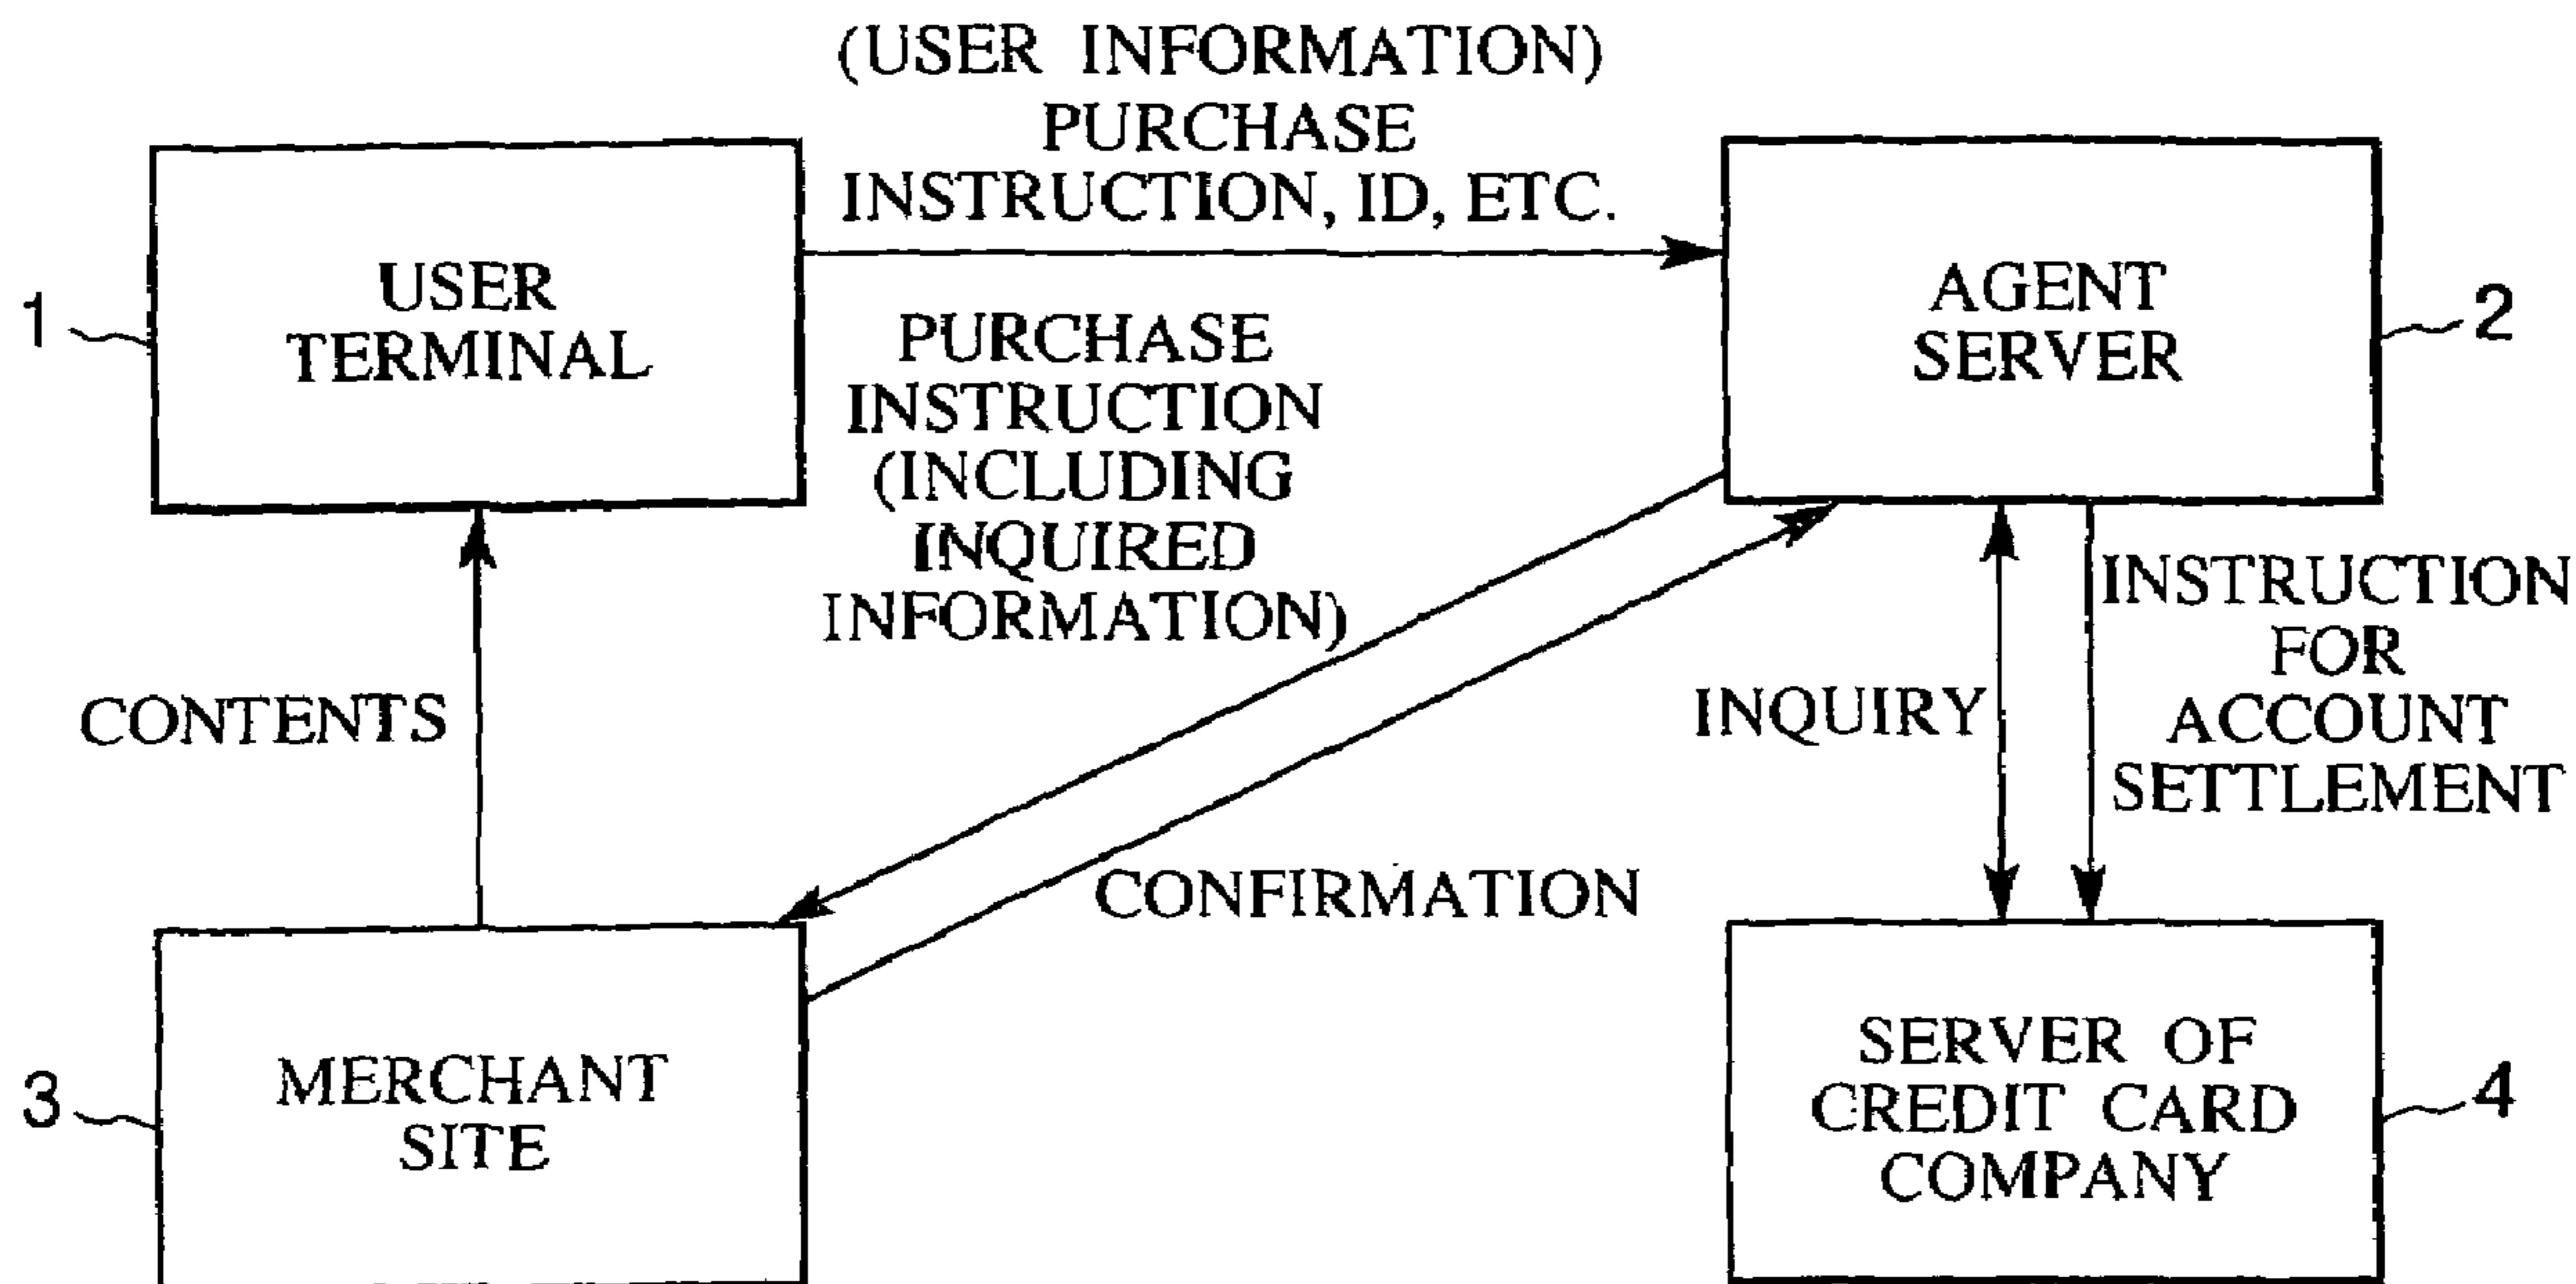 (USER INFORMATION)
PURCHASE
INSTRUCTION, ID, ETC.
1
USER
TERMINAL
AGENT
SERVER
2
PURCHASE
INSTRUCTION
(INCLUDING
INQUIRED
INFORMATION)
CONTENTS
INQUIRY
INSTRUCTION
FOR
ACCOUNT
SETTLEMENT
CONFIRMATION
3
MERCHANT
SITE
SERVER OF
CREDIT CARD
COMPANY
4